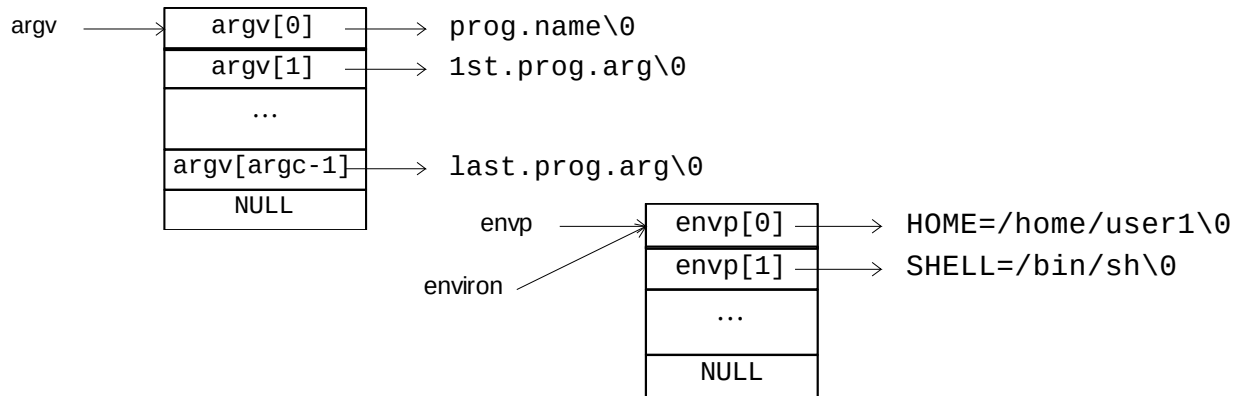 argv argv[0] prog.name\0
argv[1] 1st.prog.arg\0
...
argv[argc-1] last.prog.arg\0
NULL
envp envp[0] HOME=/home/user1\0
envp[1] SHELL=/bin/sh\0
environ
...
NULL